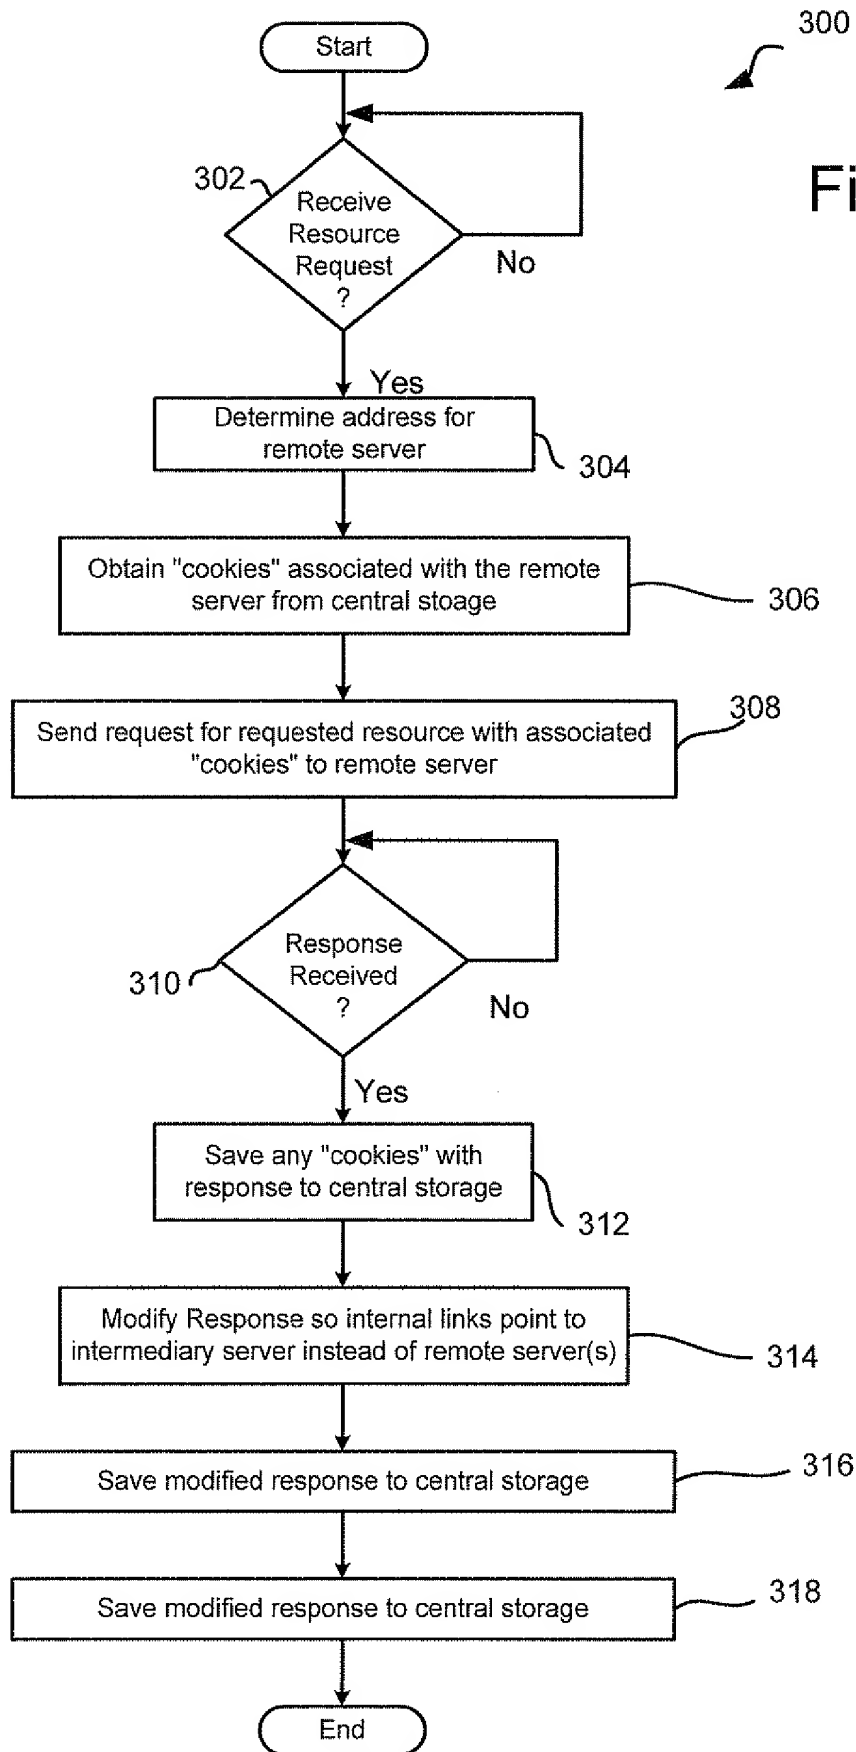 300
Start
Fi
302
Receive
Resource
Request
?
No
Yes
Determine address for
remote server
304
Obtain "cookies" associated with the remote
server from central stoage
306
308
Send request for requested resource with associated
"cookies" to remote server
Response
Received
?
310
No
Yes
Save any "cookies" with
response to central storage
312
Modify Response so internal links point to
intermediary server instead of remote server(s)
314
Save modified response to central storage
316
Save modified response to central storage
318
End